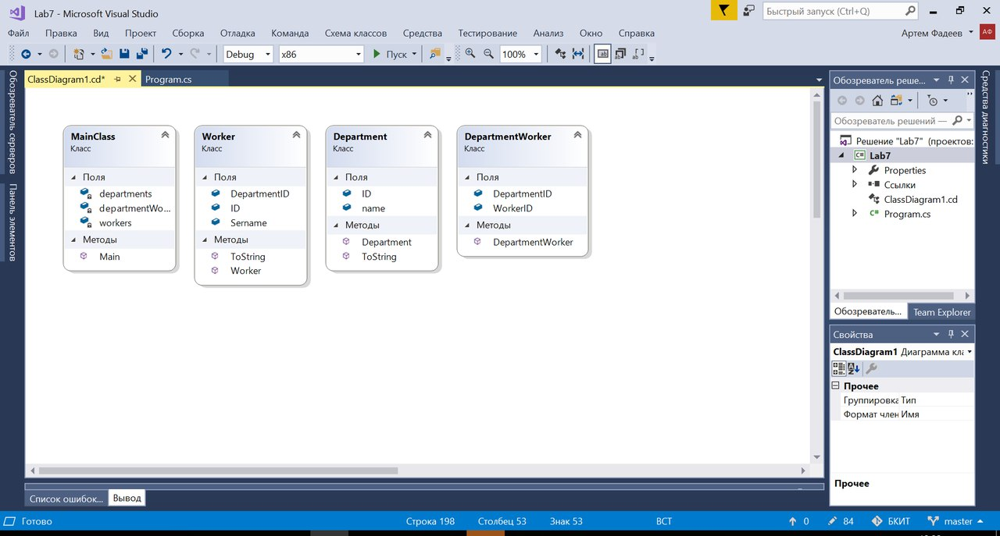 Lab7 - Microsoft Visual Studio
Быстрый запуск (Ctrl+Q)
Файл Правка Вид Проект Сборка Отладка Команда Схема классов Средства Тестирование Анализ Окно Справка
Артем Фадеев АФ
Debug x86 Пуск 100%
Обозреватель серверов
Панель элементов
ClassDiagram1.cd*
Program.cs
MainClass
Класс
Поля
departments
departmentWo...
workers
Методы
Main
Worker
Класс
Поля
DepartmentID
ID
Sername
Методы
ToString
Worker
Department
Класс
Поля
ID
name
Методы
Department
ToString
DepartmentWorker
Класс
Поля
DepartmentID
WorkerID
Методы
DepartmentWorker
Обозреватель реше...
Обозреватель решений —
Решение "Lab7" (проектов:
C# Lab7
Properties
Ссылки
ClassDiagram1.cd
C# Program.cs
Обозреватель...
Team Explorer
Свойства
ClassDiagram1 Диаграмма кла
Прочее
Группировка Тип
Формат член Имя
Прочее
Средства диагностики
Список ошибок...
Вывод
Готово Строка 198 Столбец 53 Знак 53 ВСТ 0 84 БКИТ master